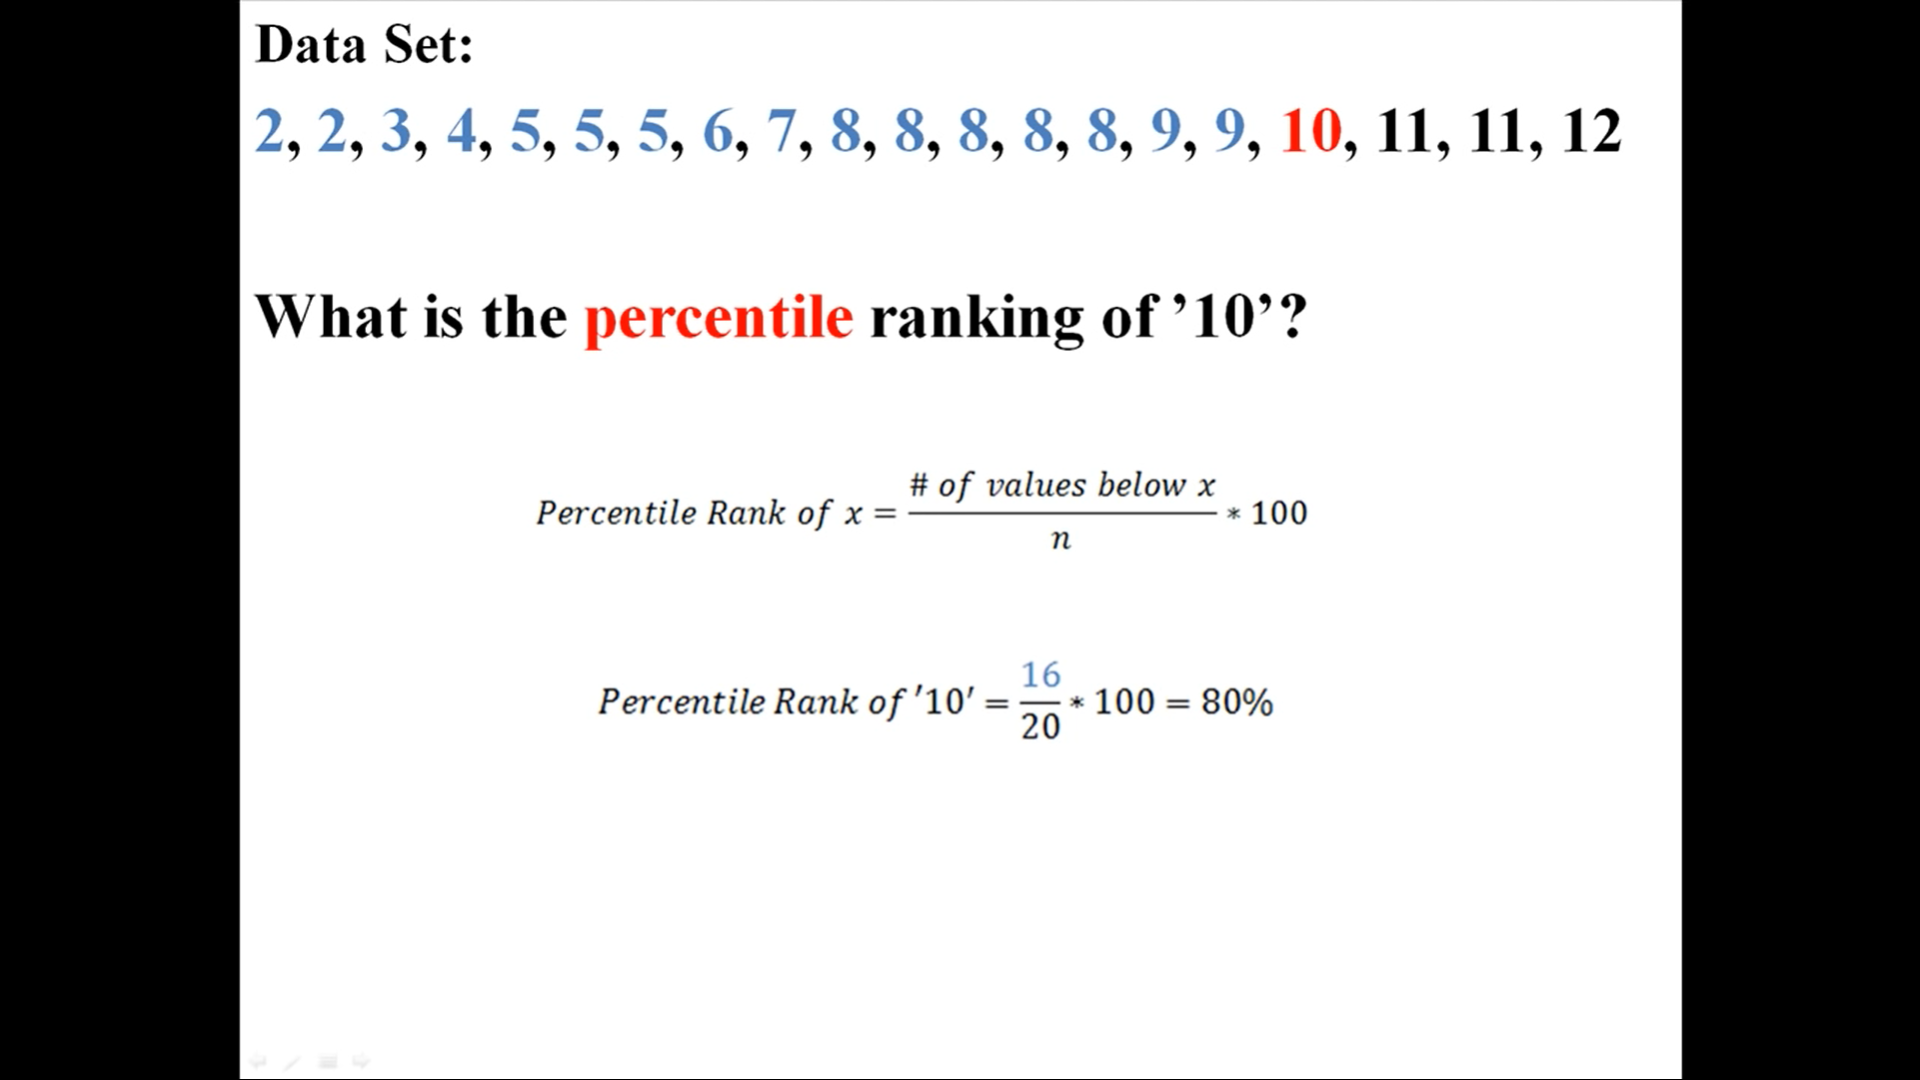 Data Set:
2, 2, 3, 4, 5, 5, 5, 6, 7, 8, 8, 8, 8, 8, 9, 9, 10, 11, 11, 12
What is the percentile ranking of ’10’?
Percentile Rank of x = # of values below x / n * 100
Percentile Rank of '10' = 16/20 * 100 = 80%